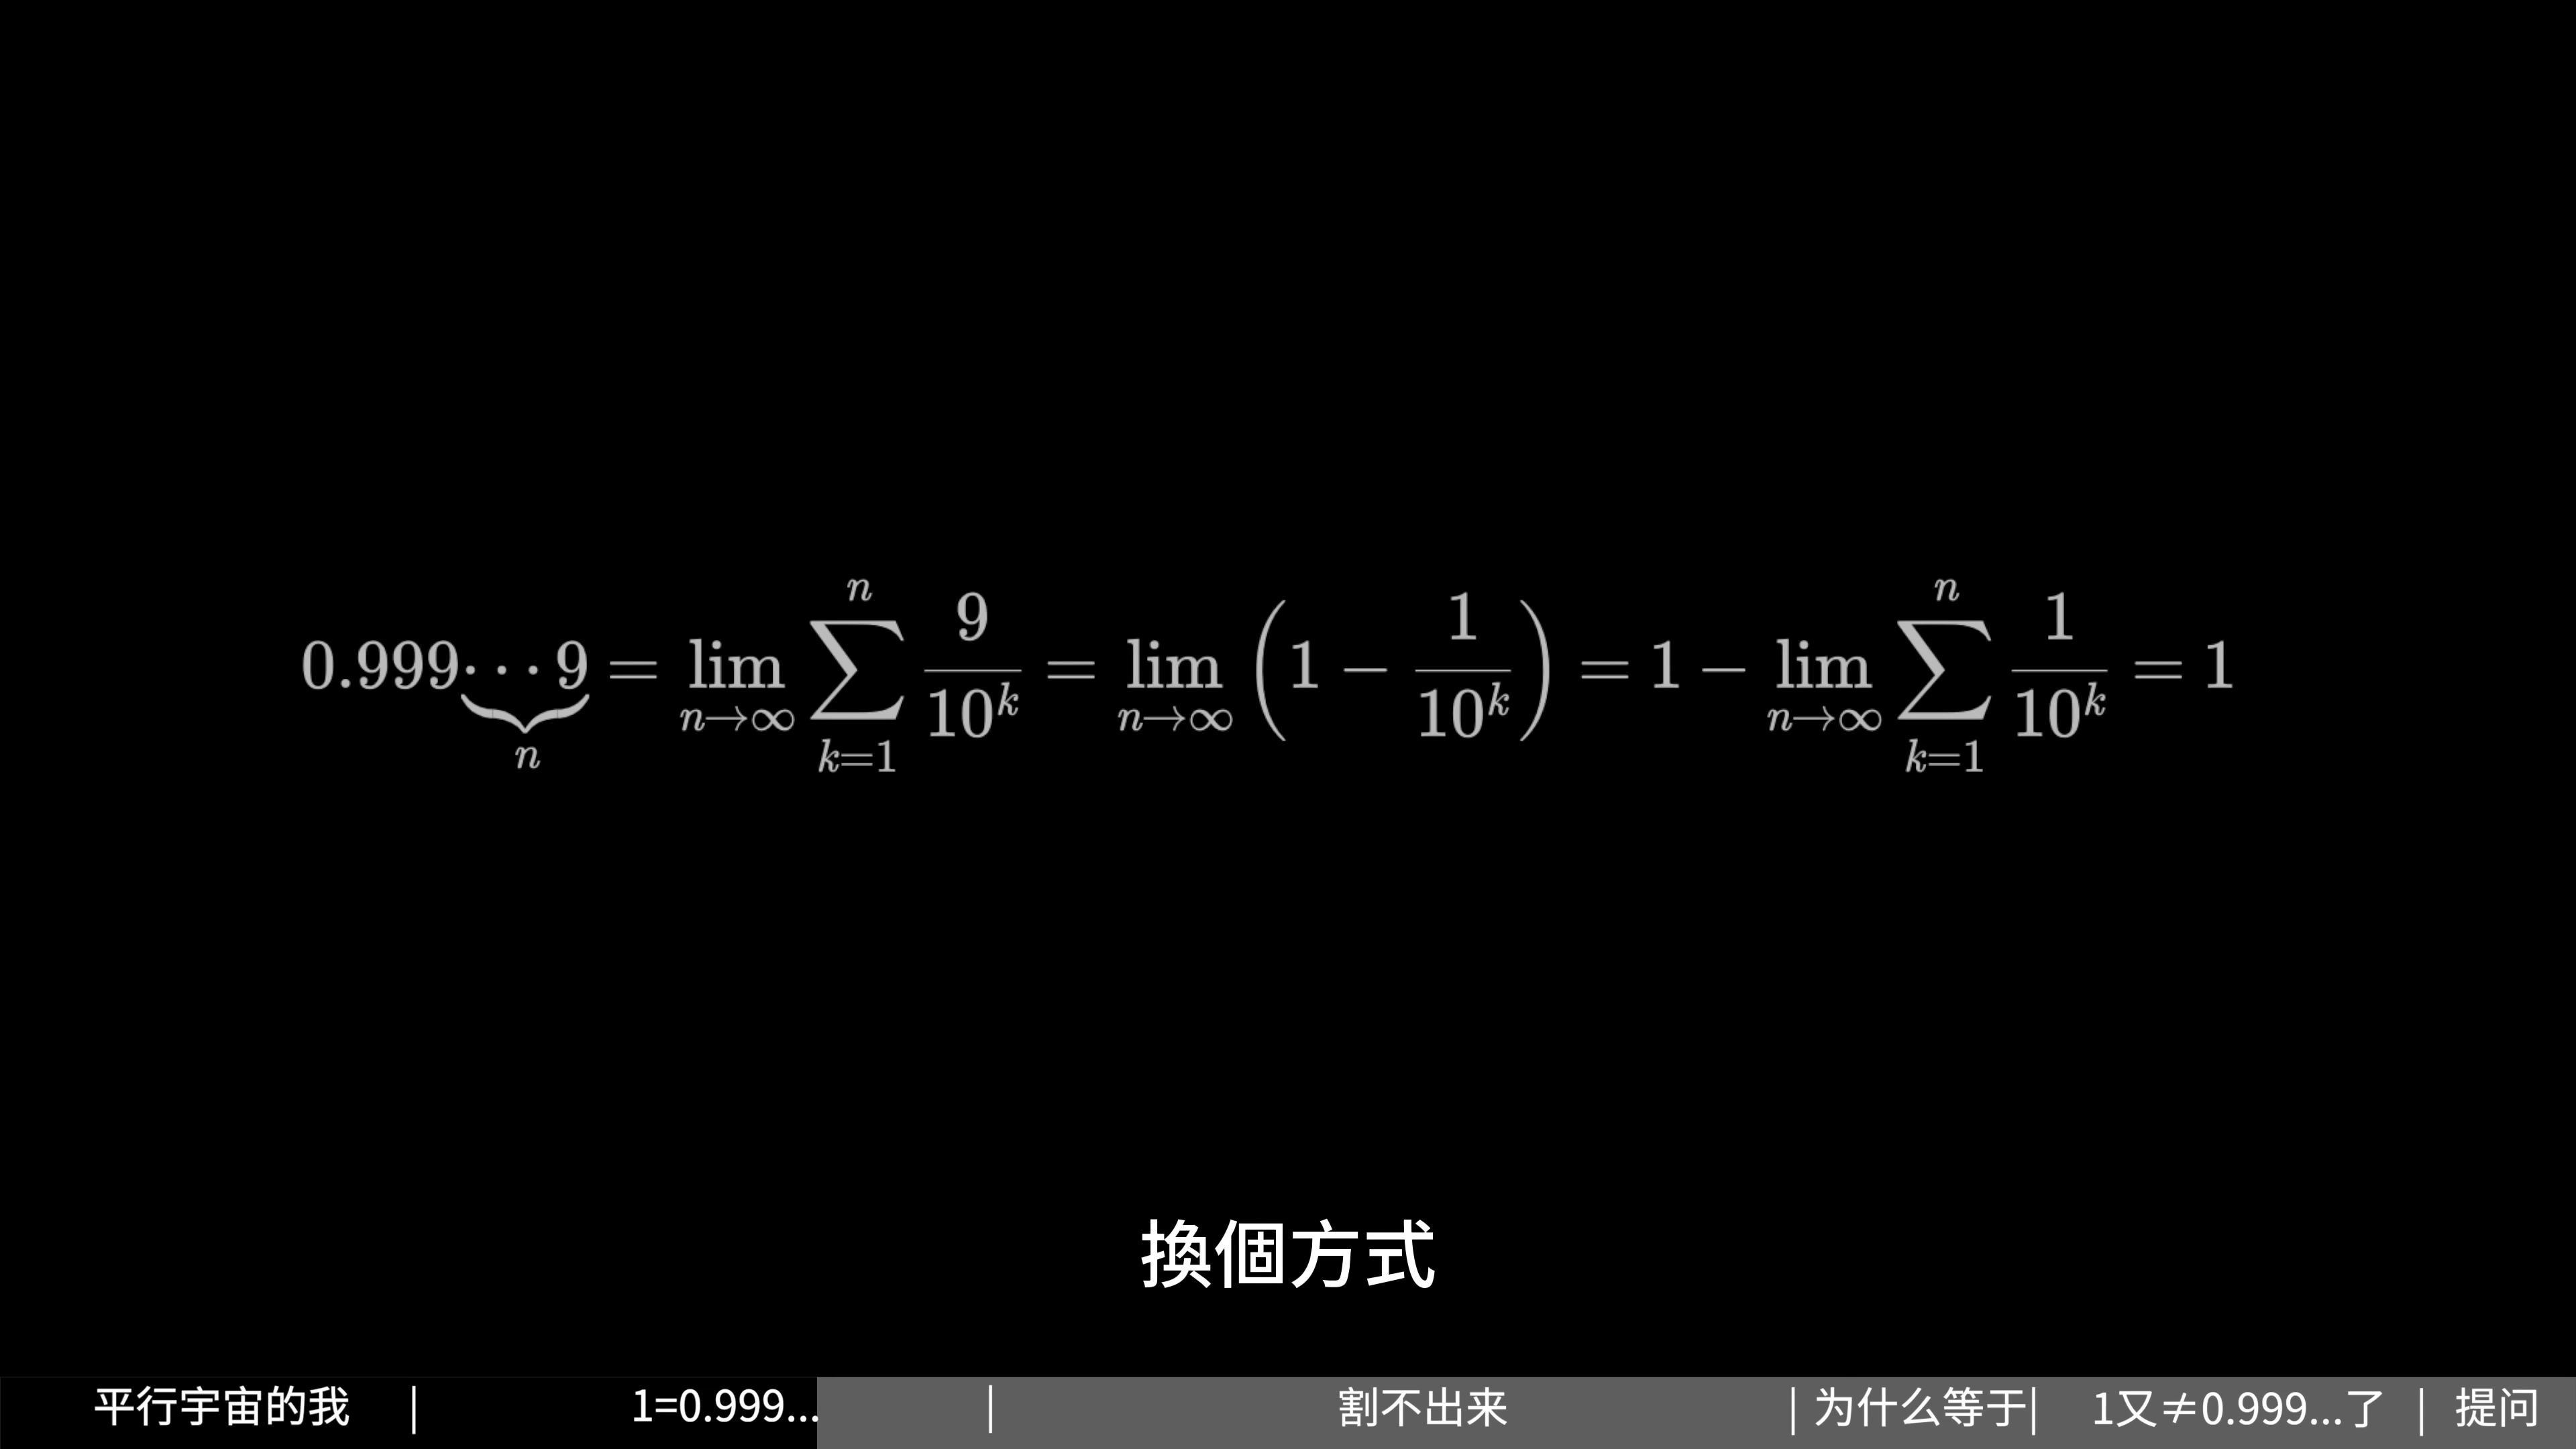 0.999⋯9 (n) = lim_{n→∞} ∑_{k=1}^{n} 9/10^k = lim_{n→∞} (1 − 1/10^k) = 1 − lim_{n→∞} ∑_{k=1}^{n} 1/10^k = 1
換個方式
平行宇宙的我 | 1=0.999... | 割不出来 | 为什么等于 | 1又≠0.999...了 | 提问